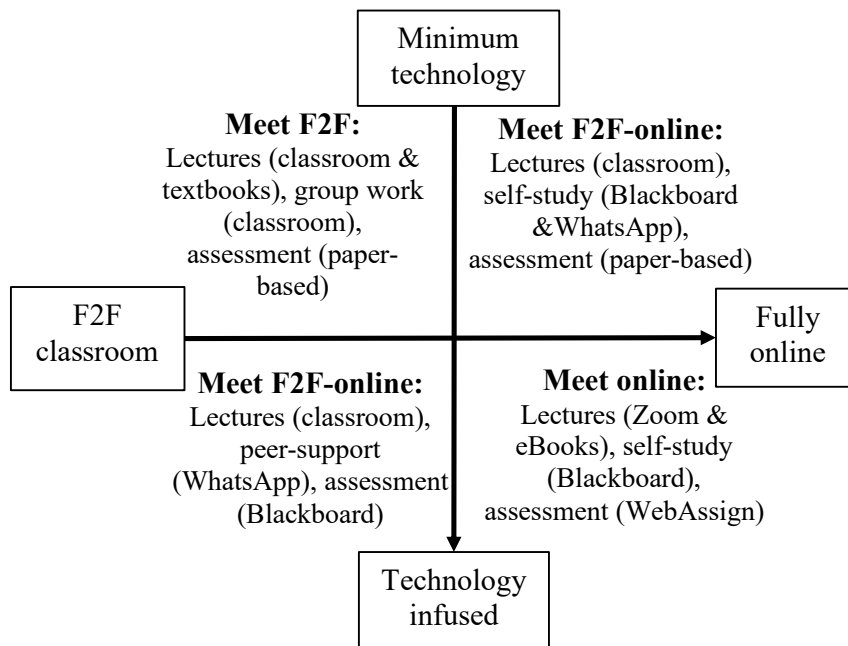 Minimum
technology
Meet F2F:
Lectures (classroom &
textbooks), group work
(classroom),
assessment (paper-
based)
Meet F2F-online:
Lectures (classroom),
self-study (Blackboard
&WhatsApp),
assessment (paper-based)
F2F
classroom
Fully
online
Meet F2F-online:
Lectures (classroom),
peer-support
(WhatsApp), assessment
(Blackboard)
Meet online:
Lectures (Zoom &
eBooks), self-study
(Blackboard),
assessment (WebAssign)
Technology
infused